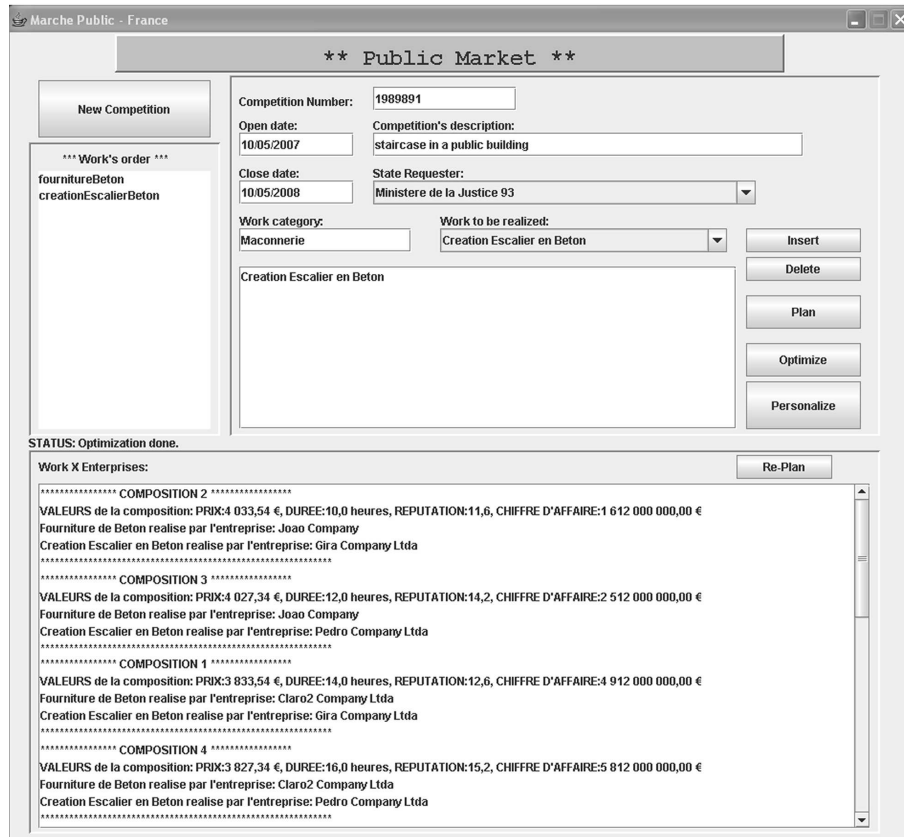 Marche Public - France
** Public Market **
New Competition
Competition Number:
1989891
Open date:
Competition's description:
10/05/2007
staircase in a public building
*** Work's order ***
fournitureBeton
creationEscalierBeton
Close date:
State Requester:
10/05/2008
Ministere de la Justice 93
Work category:
Work to be realized:
Maconnerie
Creation Escalier en Beton
Insert
Delete
Creation Escalier en Beton
Plan
Optimize
Personalize
STATUS: Optimization done.
Work X Enterprises:
Re-Plan
**************** COMPOSITION 2 *****************
VALEURS de la composition: PRIX:4 033,54 €, DUREE:10,0 heures, REPUTATION:11,6, CHIFFRE D'AFFAIRE:1 612 000 000,00 €
Fourniture de Beton realise par l'entreprise: Joao Company
Creation Escalier en Beton realise par l'entreprise: Gira Company Ltda
*************************************************************
**************** COMPOSITION 3 *****************
VALEURS de la composition: PRIX:4 027,34 €, DUREE:12,0 heures, REPUTATION:14,2, CHIFFRE D'AFFAIRE:2 512 000 000,00 €
Fourniture de Beton realise par l'entreprise: Joao Company
Creation Escalier en Beton realise par l'entreprise: Pedro Company Ltda
*************************************************************
**************** COMPOSITION 1 *****************
VALEURS de la composition: PRIX:3 833,54 €, DUREE:14,0 heures, REPUTATION:12,6, CHIFFRE D'AFFAIRE:4 912 000 000,00 €
Fourniture de Beton realise par l'entreprise: Claro2 Company Ltda
Creation Escalier en Beton realise par l'entreprise: Gira Company Ltda
*************************************************************
**************** COMPOSITION 4 *****************
VALEURS de la composition: PRIX:3 827,34 €, DUREE:16,0 heures, REPUTATION:15,2, CHIFFRE D'AFFAIRE:5 812 000 000,00 €
Fourniture de Beton realise par l'entreprise: Claro2 Company Ltda
Creation Escalier en Beton realise par l'entreprise: Pedro Company Ltda
*************************************************************